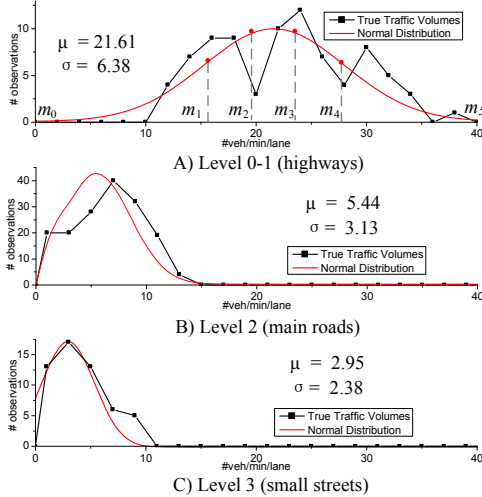 10
5
0
# observations
μ = 21.61
σ = 6.38
True Traffic Volumes
Normal Distribution
m0 m1 m2 m3 m4 m5
0 10 20 30 40
#veh/min/lane
A) Level 0-1 (highways)
40
20
0
# observations
μ = 5.44
σ = 3.13
True Traffic Volumes
Normal Distribution
0 10 20 30 40
#veh/min/lane
B) Level 2 (main roads)
15
10
5
0
# observations
μ = 2.95
σ = 2.38
True Traffic Volumes
Normal Distribution
0 10 20 30 40
#veh/min/lane
C) Level 3 (small streets)